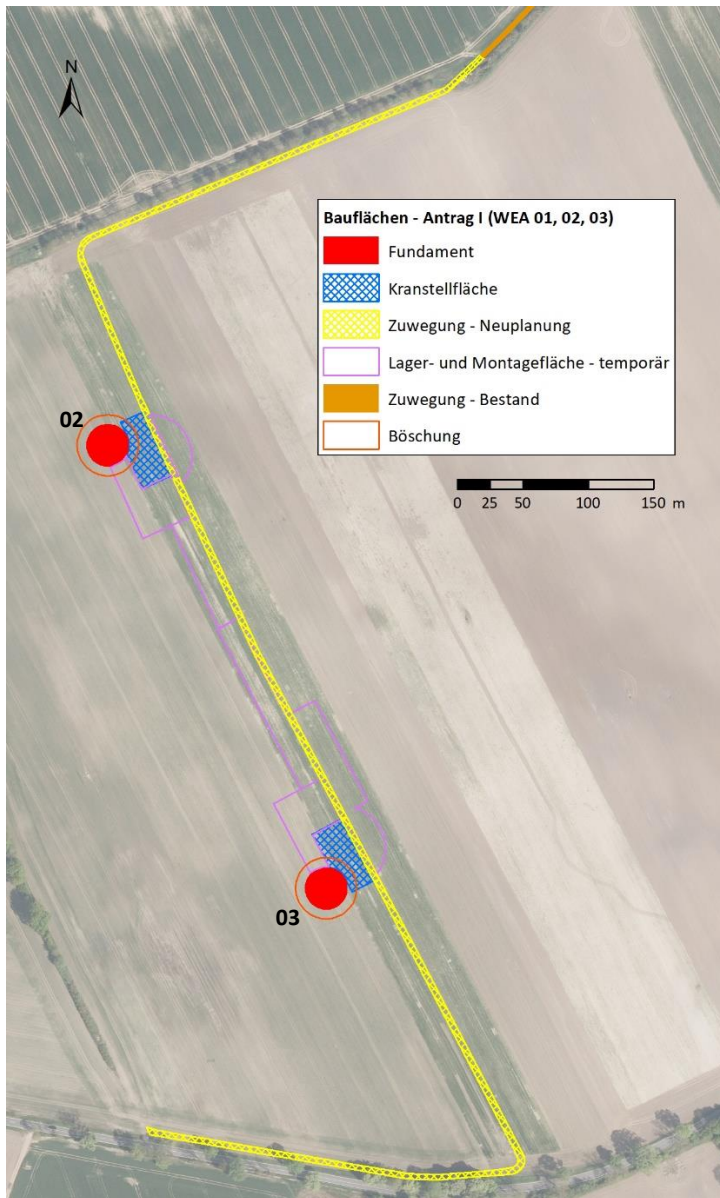 N
Bauflächen - Antrag I (WEA 01, 02, 03)
Fundament
Kranstellfläche
Zuwegung - Neuplanung
Lager- und Montagefläche - temporär
Zuwegung - Bestand
Böschung
02
0 25 50 100 150 m
03